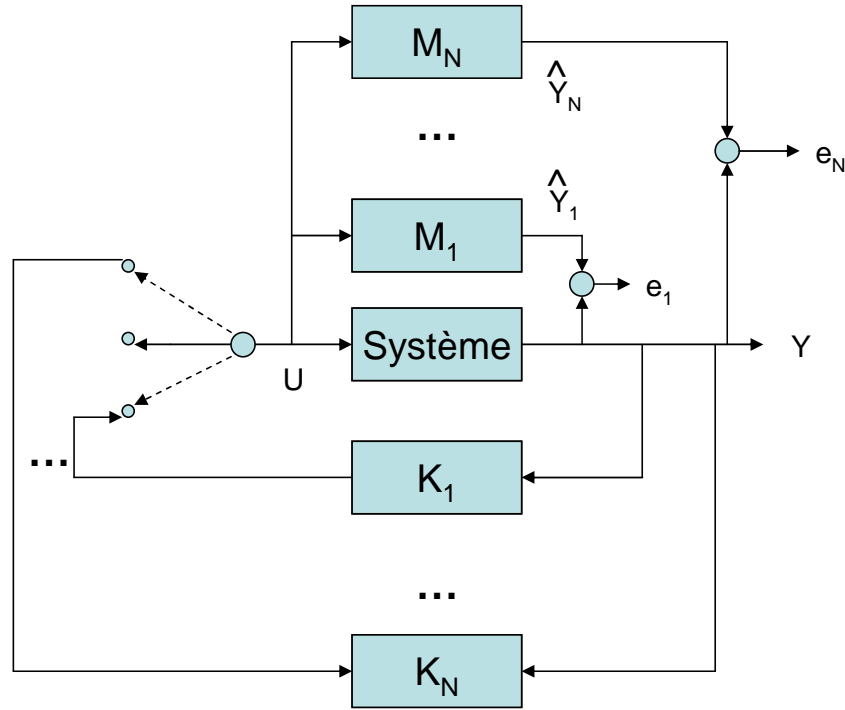 M_N
Ŷ_N
...
e_N
Ŷ_1
M_1
e_1
Système
Y
U
K_1
...
...
K_N